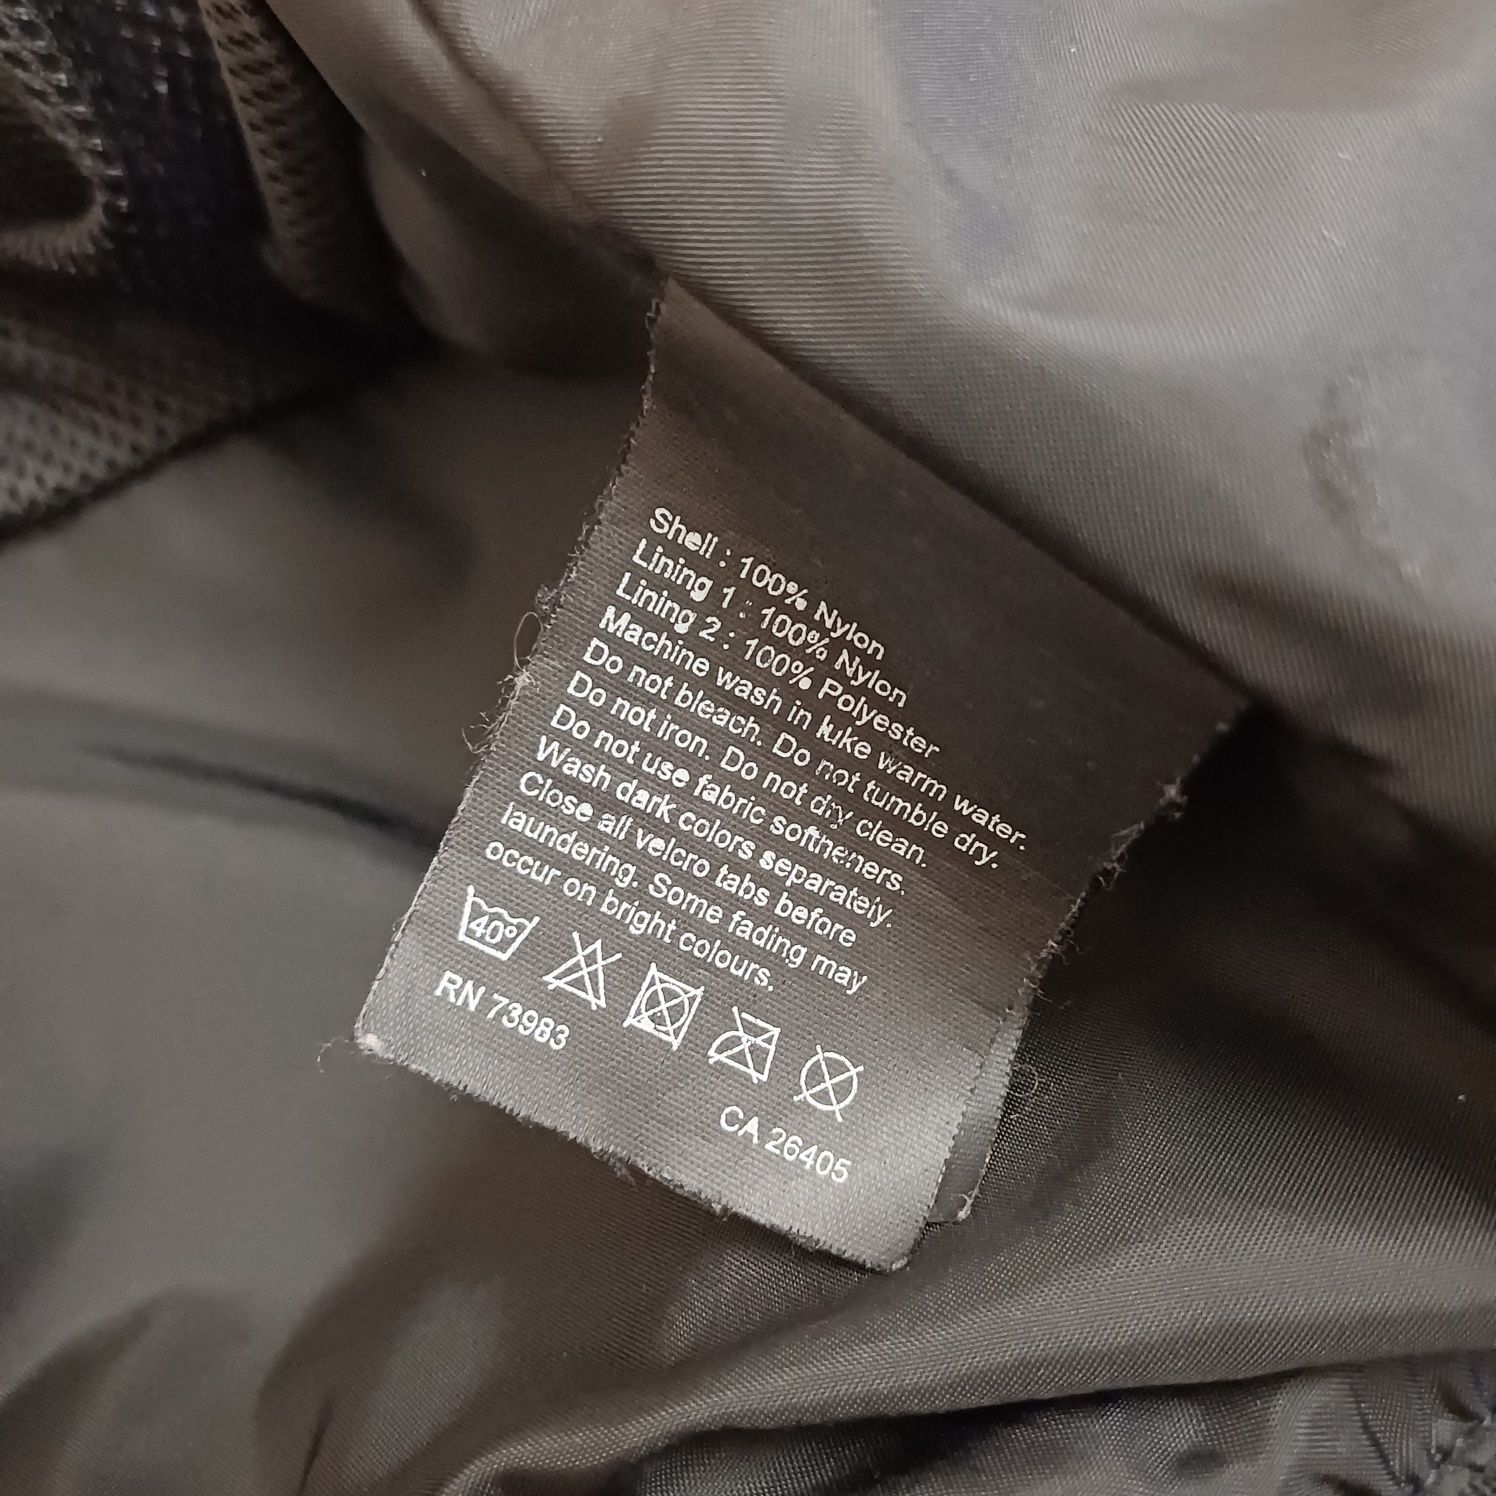 Shell : 100% Nylon
Lining 1 : 100% Nylon
Lining 2 : 100% Polyester
Machine wash in luke warm water.
Do not bleach. Do not tumble dry.
Do not iron. Do not dry clean.
Do not use fabric softheners.
Wash dark colors separately.
Close all velcro tabs before
laundering. Some fading may
occur on bright colours.
40°
RN 73983
CA 26405